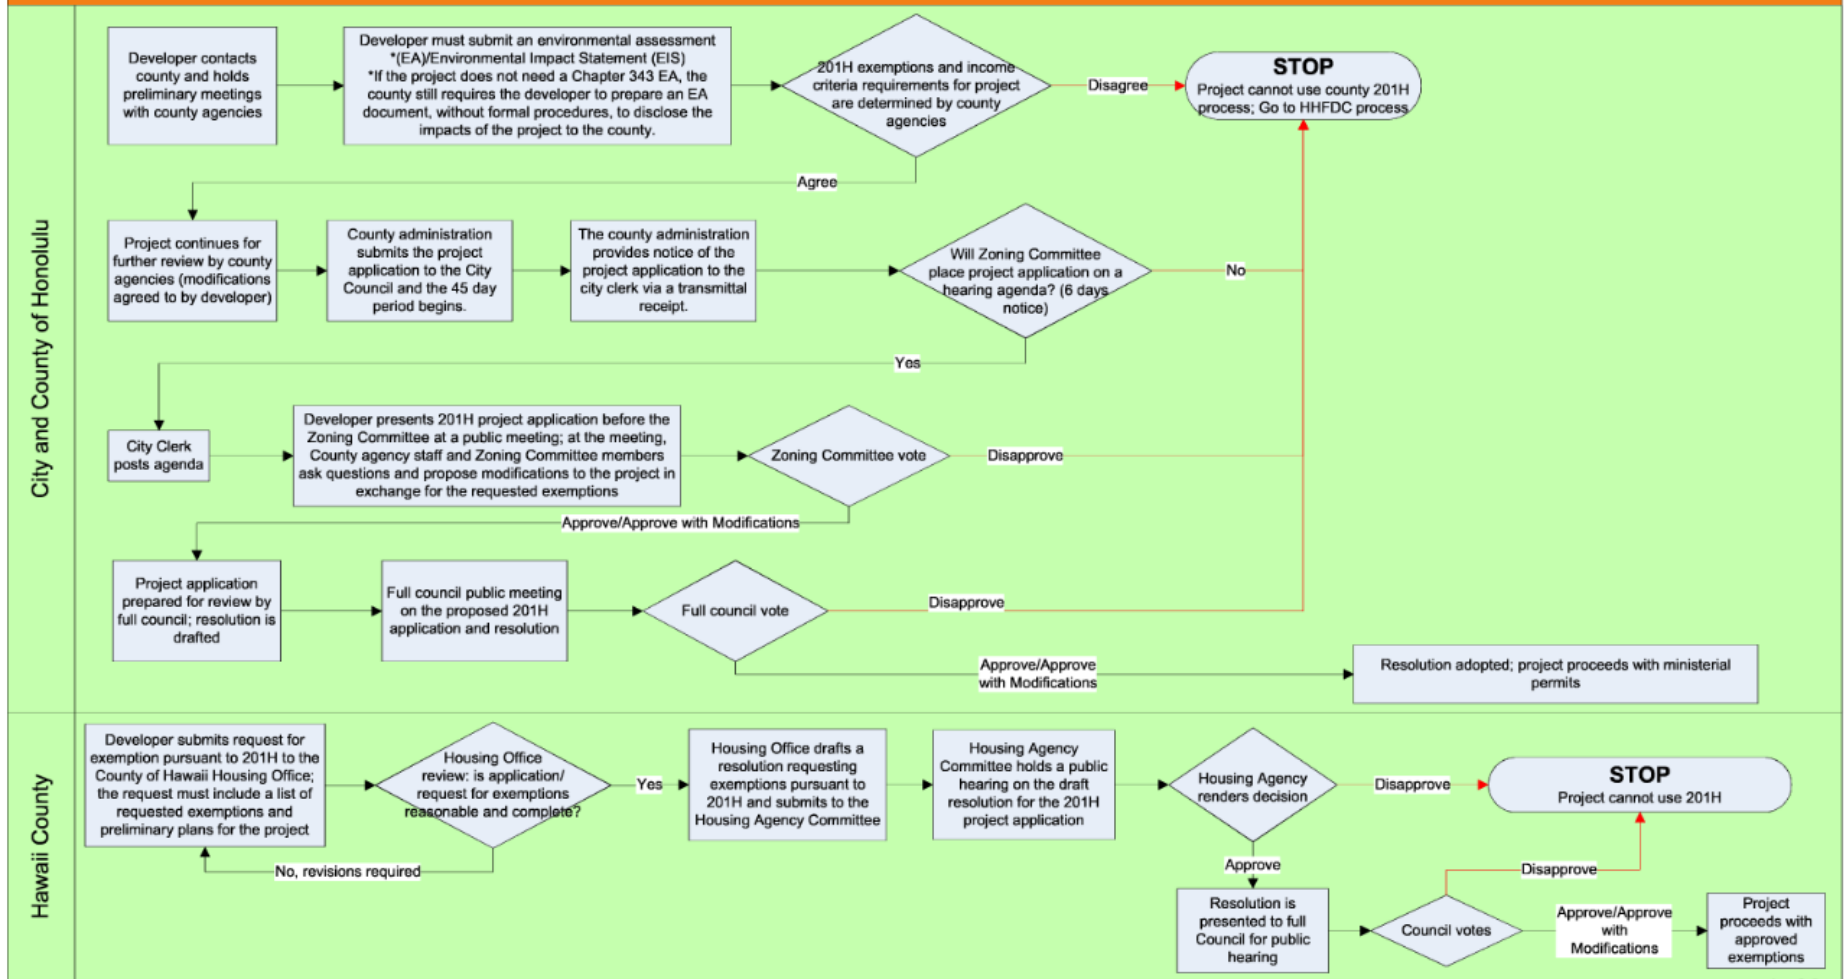 City and County of Honolulu
Developer contacts
county and holds
preliminary meetings
with county agencies
Developer must submit an environmental assessment
*(EA)/Environmental Impact Statement (EIS)
*If the project does not need a Chapter 343 EA, the
county still requires the developer to prepare an EA
document, without formal procedures, to disclose the
impacts of the project to the county.
201H exemptions and income
criteria requirements for project
are determined by county
agencies
Disagree
STOP
Project cannot use county 201H
process; Go to HHFDC process
Agree
Project continues for
further review by county
agencies (modifications
agreed to by developer)
County administration
submits the project
application to the City
Council and the 45 day
period begins.
The county administration
provides notice of the
project application to the
city clerk via a transmittal
receipt.
Will Zoning Committee
place project application on a
hearing agenda? (6 days
notice)
No
Yes
City Clerk
posts agenda
Developer presents 201H project application before the
Zoning Committee at a public meeting; at the meeting,
County agency staff and Zoning Committee members
ask questions and propose modifications to the project in
exchange for the requested exemptions
Zoning Committee vote
Disapprove
Approve/Approve with Modifications
Project application
prepared for review by
full council; resolution is
drafted
Full council public meeting
on the proposed 201H
application and resolution
Full council vote
Disapprove
Approve/Approve
with Modifications
Resolution adopted; project proceeds with ministerial
permits
Hawaii County
Developer submits request for
exemption pursuant to 201H to the
County of Hawaii Housing Office;
the request must include a list of
requested exemptions and
preliminary plans for the project
Housing Office
review: is application/
request for exemptions
reasonable and complete?
No, revisions required
Yes
Housing Office drafts a
resolution requesting
exemptions pursuant to
201H and submits to the
Housing Agency Committee
Housing Agency
Committee holds a public
hearing on the draft
resolution for the 201H
project application
Housing Agency
renders decision
Disapprove
STOP
Project cannot use 201H
Approve
Resolution is
presented to full
Council for public
hearing
Council votes
Disapprove
Approve/Approve
with
Modifications
Project
proceeds with
approved
exemptions